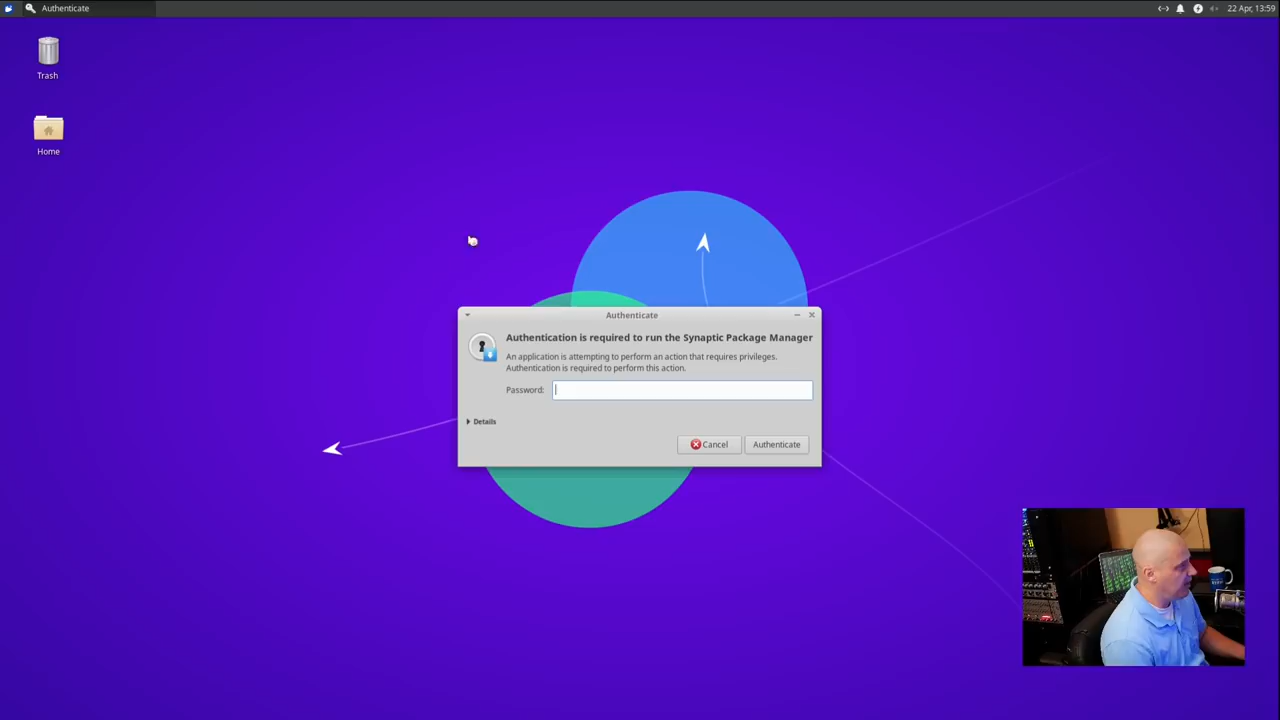 Authenticate
22 Apr, 13:59
Trash
Home
Authenticate
Authentication is required to run the Synaptic Package Manager
An application is attempting to perform an action that requires privileges.
Authentication is required to perform this action.
Password:
Details
Cancel
Authenticate